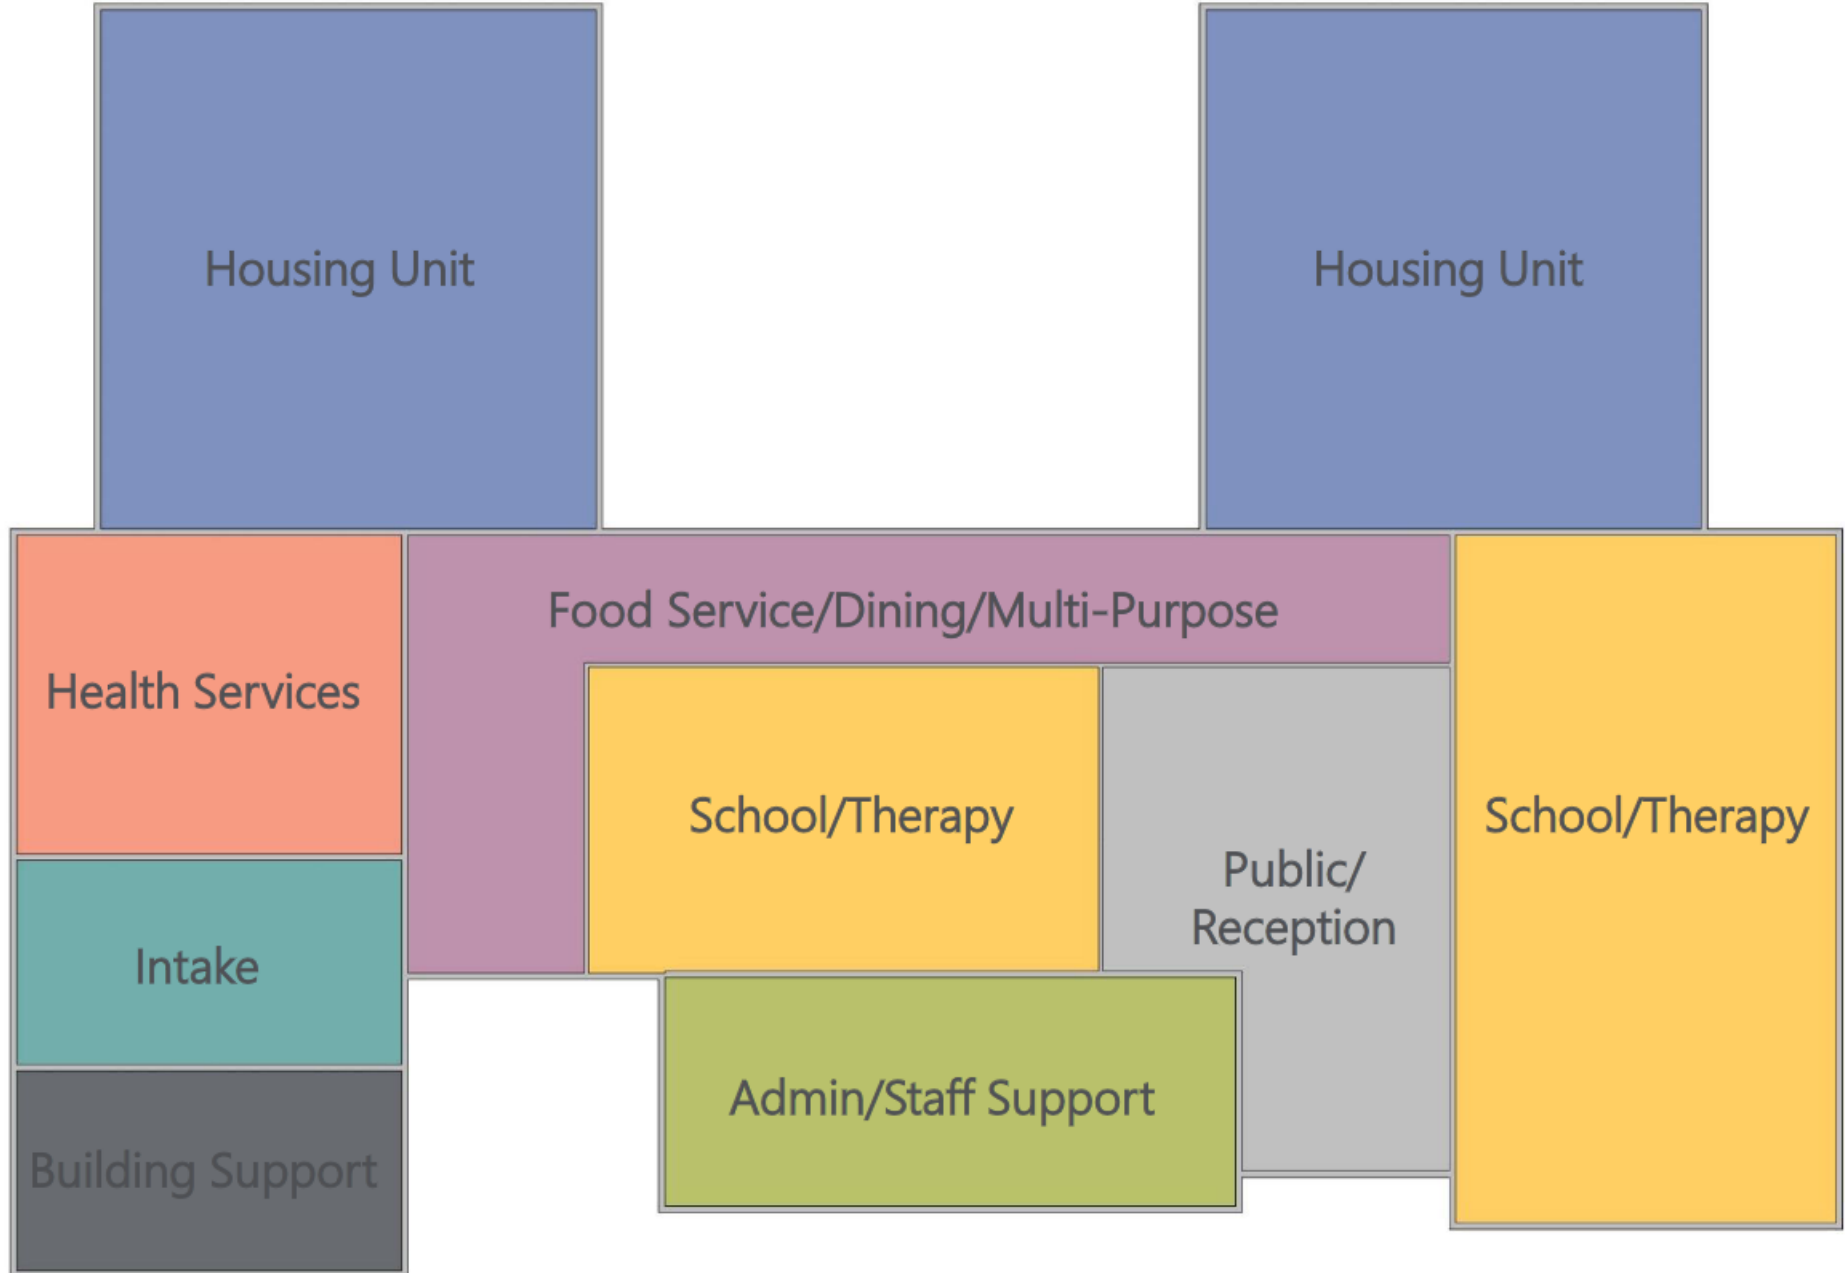 Housing Unit
Housing Unit
Food Service/Dining/Multi-Purpose
Health Services
School/Therapy
School/Therapy
Public/
Reception
Intake
Admin/Staff Support
Building Support